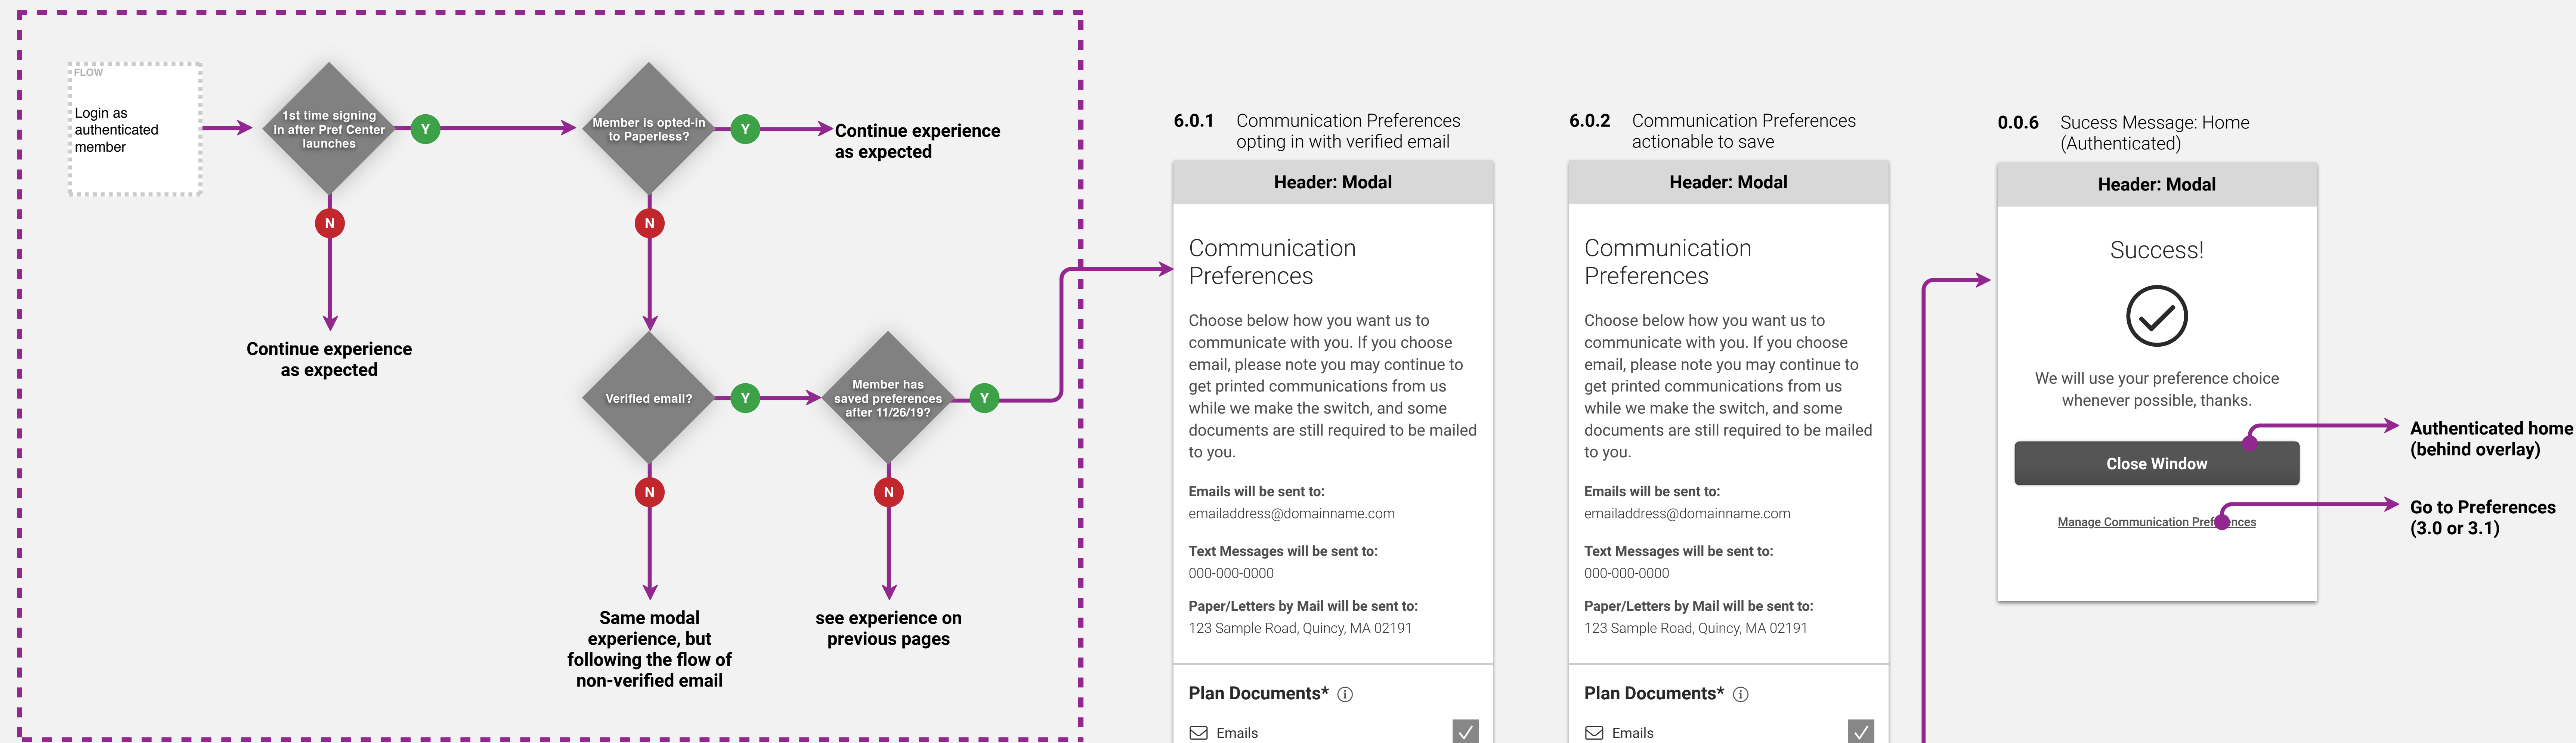 FLOW
Login as
authenticated
member
1st time signing
in after Pref Center
launches
Y
N
Continue experience
as expected
Member is opted-in
to Paperless?
Y
Continue experience
as expected
N
Verified email?
Y
N
Same modal
experience, but
following the flow of
non-verified email
Member has
saved preferences
after 11/26/19?
Y
N
see experience on
previous pages
6.0.1 Communication Preferences
opting in with verified email
Header: Modal
Communication
Preferences
Choose below how you want us to
communicate with you. If you choose
email, please note you may continue to
get printed communications from us
while we make the switch, and some
documents are still required to be mailed
to you.
Emails will be sent to:
emailaddress@domainname.com
Text Messages will be sent to:
000-000-0000
Paper/Letters by Mail will be sent to:
123 Sample Road, Quincy, MA 02191
Plan Documents*
Emails
6.0.2 Communication Preferences
actionable to save
Header: Modal
Communication
Preferences
Choose below how you want us to
communicate with you. If you choose
email, please note you may continue to
get printed communications from us
while we make the switch, and some
documents are still required to be mailed
to you.
Emails will be sent to:
emailaddress@domainname.com
Text Messages will be sent to:
000-000-0000
Paper/Letters by Mail will be sent to:
123 Sample Road, Quincy, MA 02191
Plan Documents*
Emails
0.0.6 Sucess Message: Home
(Authenticated)
Header: Modal
Success!
We will use your preference choice
whenever possible, thanks.
Close Window
Manage Communication Preferences
Authenticated home
(behind overlay)
Go to Preferences
(3.0 or 3.1)